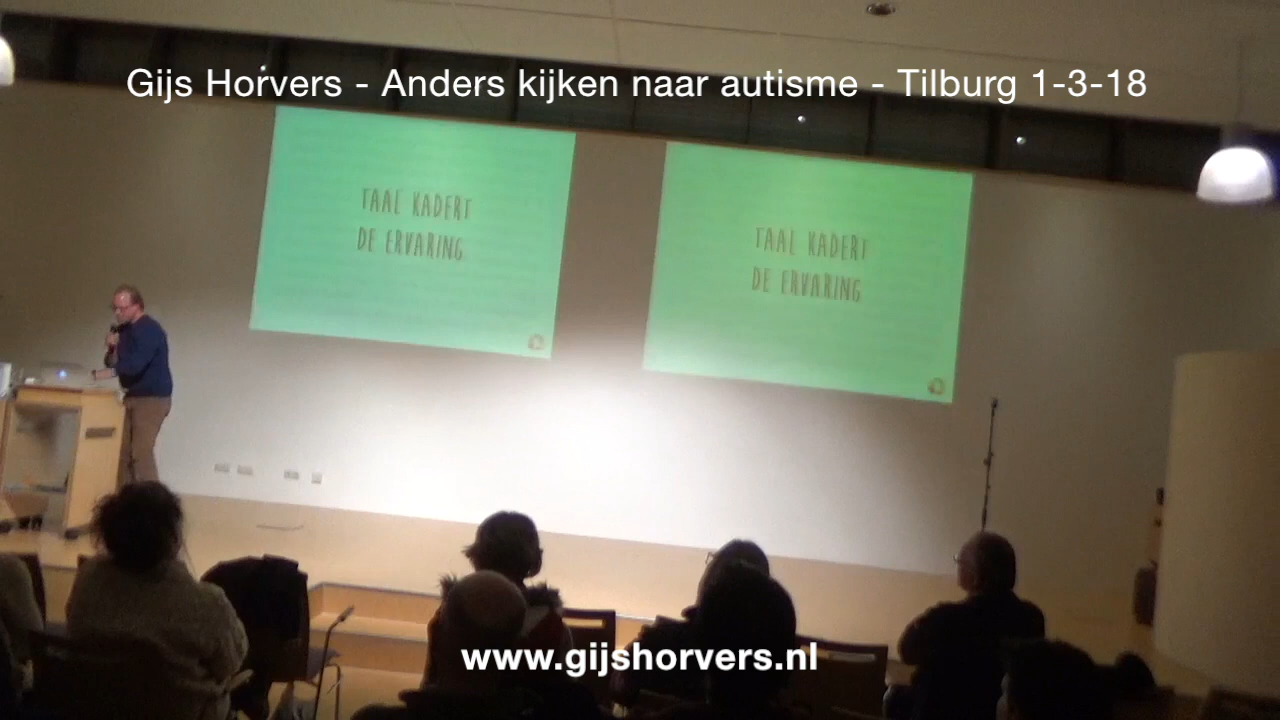 Gijs Horvers - Anders kijken naar autisme - Tilburg 1-3-18
TAAL KADERT
DE ERVARING
TAAL KADERT
DE ERVARING
www.gijshorvers.nl